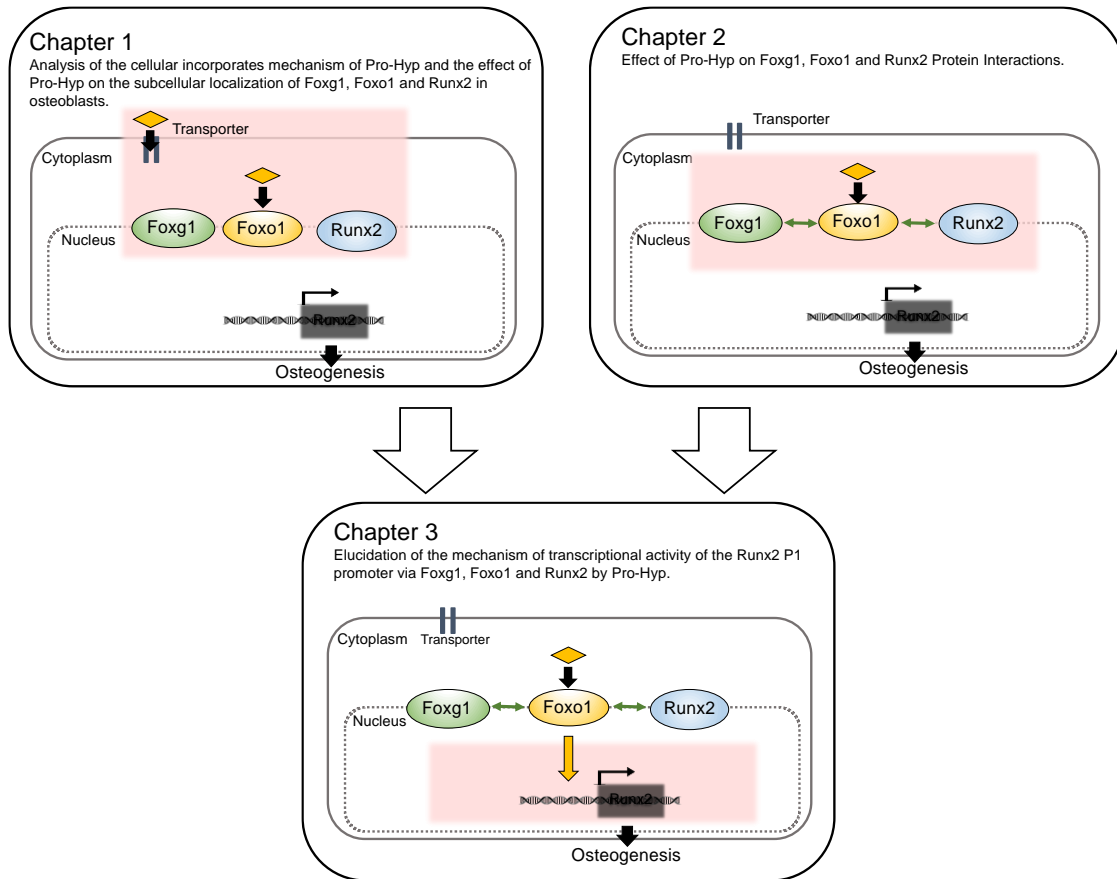 Chapter 1
Analysis of the cellular incorporates mechanism of Pro-Hyp and the effect of
Pro-Hyp on the subcellular localization of Foxg1, Foxo1 and Runx2 in
osteoblasts.
Transporter
Cytoplasm
Foxg1
Foxo1
Runx2
Nucleus
Runx2
Osteogenesis
Chapter 2
Effect of Pro-Hyp on Foxg1, Foxo1 and Runx2 Protein Interactions.
Transporter
Cytoplasm
Foxg1
Foxo1
Runx2
Nucleus
Runx2
Osteogenesis
Chapter 3
Elucidation of the mechanism of transcriptional activity of the Runx2 P1
promoter via Foxg1, Foxo1 and Runx2 by Pro-Hyp.
Cytoplasm
Transporter
Foxg1
Foxo1
Runx2
Nucleus
Runx2
Osteogenesis